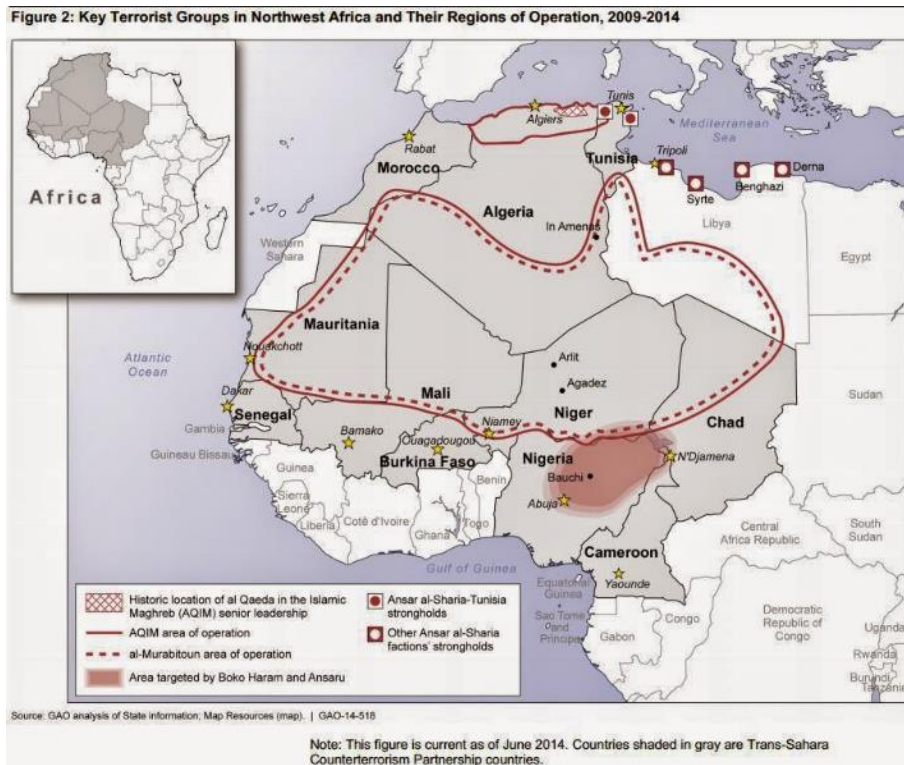 Figure 2: Key Terrorist Groups in Northwest Africa and Their Regions of Operation, 2009-2014
Africa
Algiers
Tunis
Mediterranean
Sea
Rabat
Morocco
Tunisia
Tripoli
Syrte
Benghazi
Derna
Algeria
In Amenas
Libya
Egypt
Western
Sahara
Mauritania
Nouakchott
Atlantic
Ocean
Arlit
Agadez
Mali
Niger
Chad
Sudan
Dakar
Senegal
Gambia
Guineau Bissau
Bamako
Niamey
Ouagadougou
Burkina Faso
Nigeria
Bauchi
N'Djamena
Abuja
Guinea
Sierra
Leone
Liberia
Coté d'Ivoire
Ghana
Togo
Benin
Cameroon
Yaounde
Central
Africa Republic
South
Sudan
Gulf of Guinea
Equatorial
Guinea
Sao Tome
and
Principe
Gabon
Congo
Democratic
Republic of
Congo
Uganda
Rwanda
Burundi
Tanzania
Historic location of al Qaeda in the Islamic
Maghreb (AQIM) senior leadership
AQIM area of operation
al-Murabitoun area of operation
Area targeted by Boko Haram and Ansaru
Ansar al-Sharia-Tunisia
strongholds
Other Ansar al-Sharia
factions' strongholds
Source: GAO analysis of State information; Map Resources (map). | GAO-14-518
Note: This figure is current as of June 2014. Countries shaded in gray are Trans-Sahara
Counterterrorism Partnership countries.